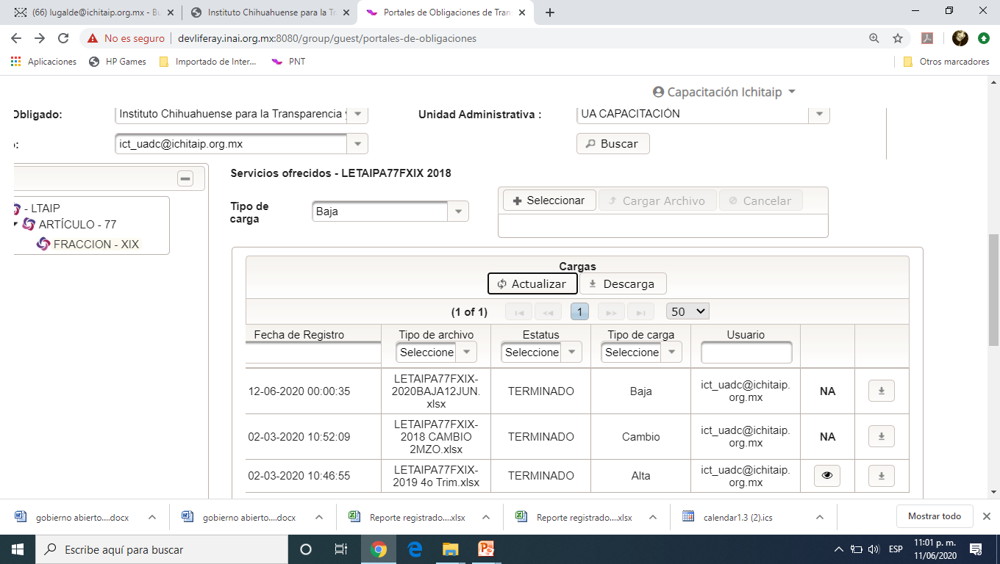 (66) lugalde@ichitaip.org.mx - Bu
Instituto Chihuahuense para la Tr
Portales de Obligaciones de Tran
No es seguro
devliferay.inai.org.mx:8080/group/guest/portales-de-obligaciones
Aplicaciones
HP Games
Importado de Inter...
PNT
Otros marcadores
Capacitación Ichitaip
Obligado:
Instituto Chihuahuense para la Transparencia y
Unidad Administrativa :
UA CAPACITACIÓN
o:
ict_uadc@ichitaip.org.mx
Buscar
- LTAIP
ARTÍCULO - 77
FRACCION - XIX
Servicios ofrecidos - LETAIPA77FXIX 2018
Tipo de
carga
Baja
Seleccionar
Cargar Archivo
Cancelar
Cargas
Actualizar
Descarga
(1 of 1)
1
50
Fecha de Registro
Tipo de archivo
Estatus
Tipo de carga
Usuario
Seleccione
Seleccione
Seleccione
12-06-2020 00:00:35
LETAIPA77FXIX-
2020BAJA12JUN.
xlsx
TERMINADO
Baja
ict_uadc@ichitaip.
org.mx
NA
02-03-2020 10:52:09
LETAIPA77FXIX-
2018 CAMBIO
2MZO.xlsx
TERMINADO
Cambio
ict_uadc@ichitaip.
org.mx
NA
02-03-2020 10:46:55
LETAIPA77FXIX-
2019 4o Trim.xlsx
TERMINADO
Alta
ict_uadc@ichitaip.
org.mx
gobierno abierto....docx
gobierno abierto....docx
Reporte registrado....xlsx
Reporte registrado....xlsx
calendar1.3 (2).ics
Mostrar todo
Escribe aquí para buscar
ESP
11:01 p. m.
11/06/2020